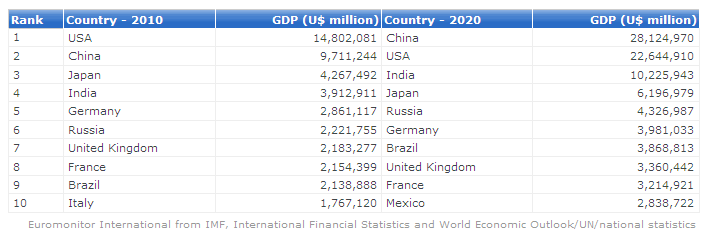 Rank Country - 2010 GDP (U$ million) Country - 2020 GDP (U$ million)
1 USA 14,802,081 China 28,124,970
2 China 9,711,244 USA 22,644,910
3 Japan 4,267,492 India 10,225,943
4 India 3,912,911 Japan 6,196,979
5 Germany 2,861,117 Russia 4,326,987
6 Russia 2,221,755 Germany 3,981,033
7 United Kingdom 2,183,277 Brazil 3,868,813
8 France 2,154,399 United Kingdom 3,360,442
9 Brazil 2,138,888 France 3,214,921
10 Italy 1,767,120 Mexico 2,838,722
Euromonitor International from IMF, International Financial Statistics and World Economic Outlook/UN/national statistics